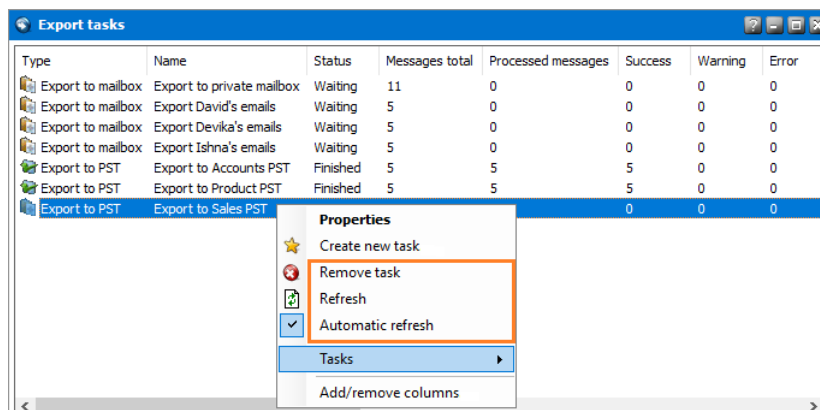 Export tasks
Type Name Status Messages total Processed messages Success Warning Error
Export to mailbox Export to private mailbox Waiting 11 0 0 0 0
Export to mailbox Export David's emails Waiting 5 0 0 0 0
Export to mailbox Export Devika's emails Waiting 5 0 0 0 0
Export to mailbox Export Ishna's emails Waiting 5 0 0 0 0
Export to PST Export to Accounts PST Finished 5 5 5 0 0
Export to PST Export to Product PST Finished 5 5 5 0 0
Export to PST Export to Sales PST 0 0 0
Properties
Create new task
Remove task
Refresh
Automatic refresh
Tasks
Add/remove columns